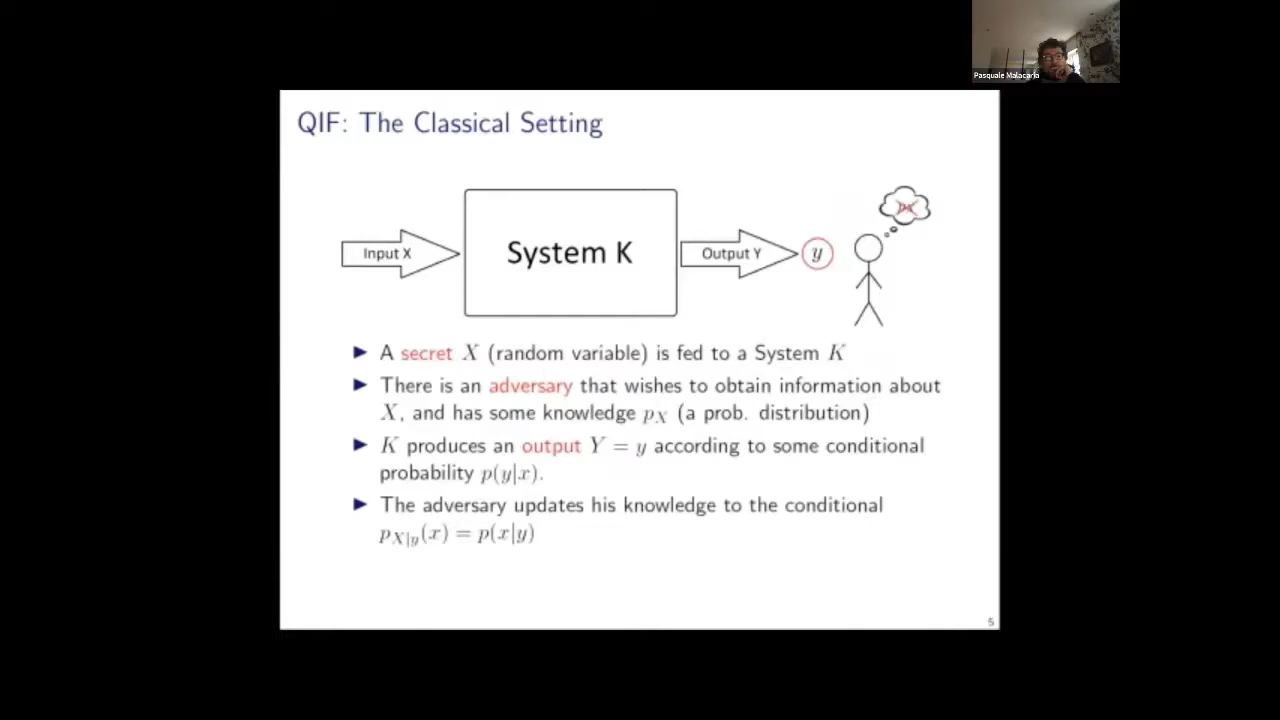 Pasquale Malacaria
QIF: The Classical Setting
Input X
System K
Output Y
y
▶ A secret X (random variable) is fed to a System K
▶ There is an adversary that wishes to obtain information about
X, and has some knowledge p_X (a prob. distribution)
▶ K produces an output Y = y according to some conditional
probability p(y|x).
▶ The adversary updates his knowledge to the conditional
p_{X|y}(x) = p(x|y)
5